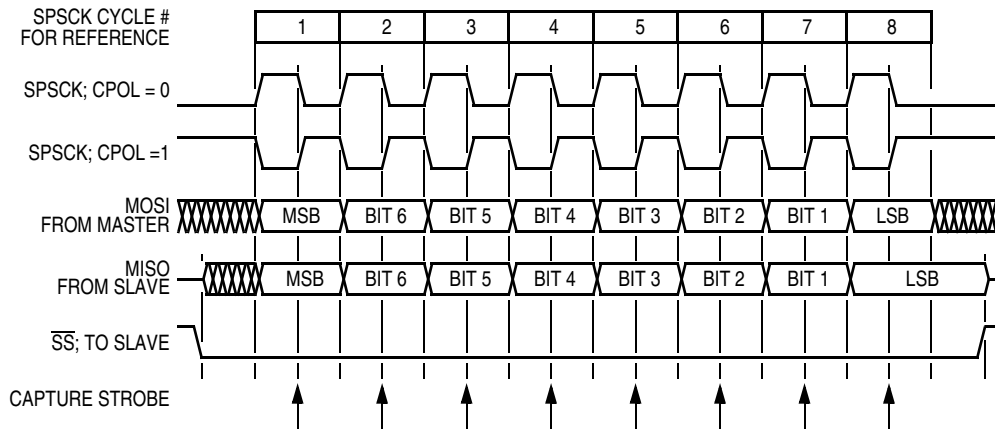 SPSCK CYCLE #
FOR REFERENCE
1 2 3 4 5 6 7 8
SPSCK; CPOL = 0
SPSCK; CPOL =1
MOSI
FROM MASTER
MSB BIT 6 BIT 5 BIT 4 BIT 3 BIT 2 BIT 1 LSB
MISO
FROM SLAVE
MSB BIT 6 BIT 5 BIT 4 BIT 3 BIT 2 BIT 1 LSB
SS; TO SLAVE
CAPTURE STROBE